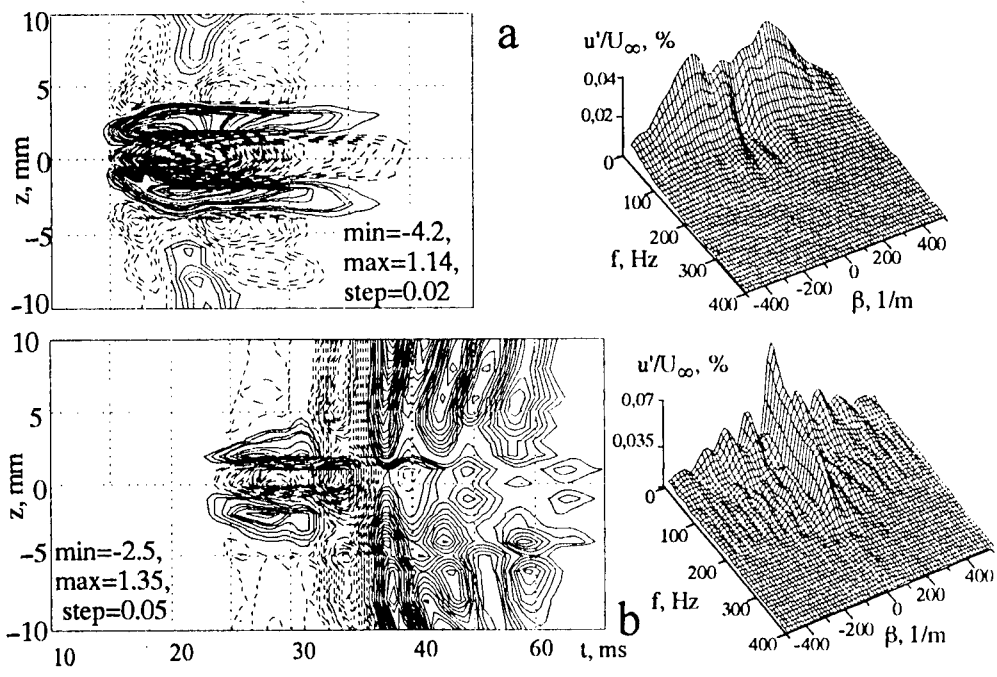 10
5
0
-5
-10
z, mm
min=-4.2,
max=1.14,
step=0.02
a
u'/U∞, %
0,04
0,02
0
100
200
300
400
f, Hz
-400
-200
0
200
400
β, 1/m
10
5
0
-5
-10
z, mm
min=-2.5,
max=1.35,
step=0.05
10
20
30
40
50
60
t, ms
b
u'/U∞, %
0,07
0,035
0
100
200
300
400
f, Hz
-400
-200
0
200
400
β, 1/m